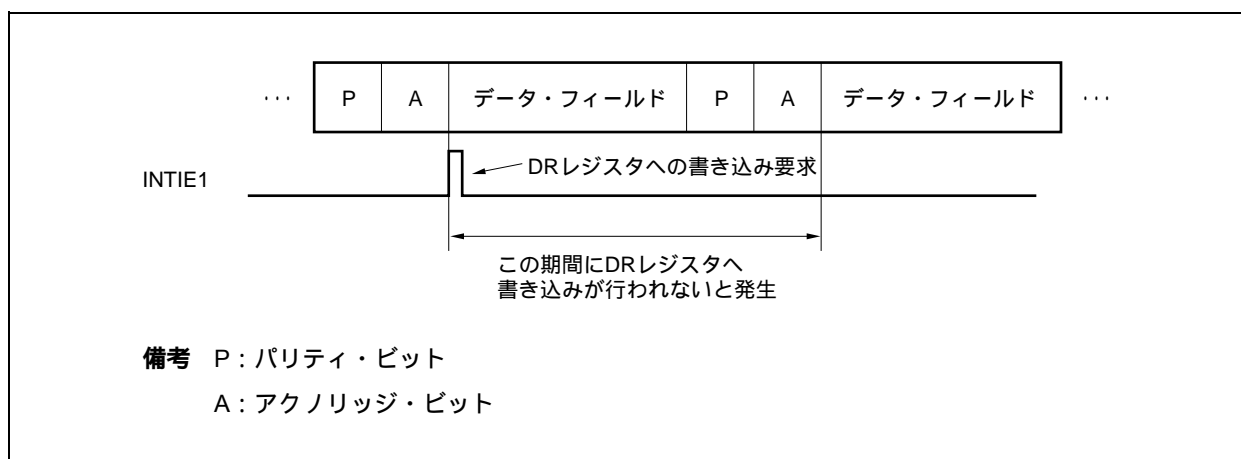 … P A データ・フィールド P A データ・フィールド …
INTIE1
DRレジスタへの書き込み要求
この期間にDRレジスタへ
書き込みが行われないと発生
備考 P：パリティ・ビット
A：アクノリッジ・ビット